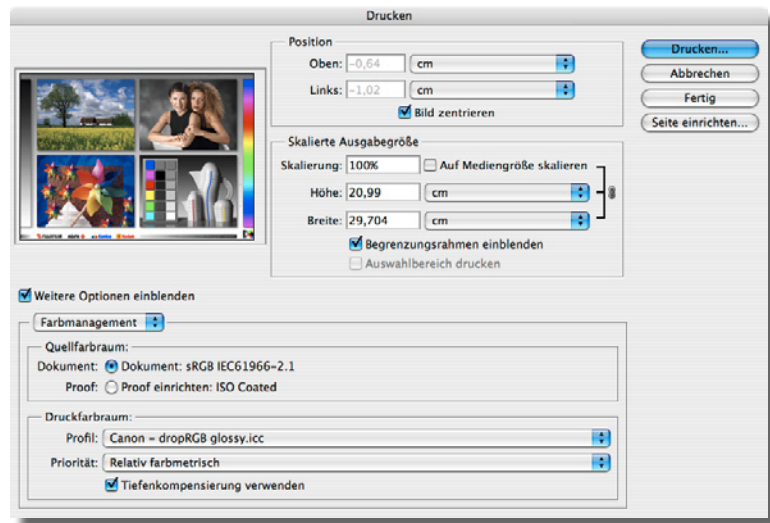 Drucken
Position
Oben: -0,64 cm
Links: -1,02 cm
Bild zentrieren
Skalierte Ausgabegröße
Skalierung: 100% Auf Mediengröße skalieren
Höhe: 20,99 cm
Breite: 29,704 cm
Begrenzungsrahmen einblenden
Auswahlbereich drucken
Drucken...
Abbrechen
Fertig
Seite einrichten...
Weitere Optionen einblenden
Farbmanagement
Quellfarbraum:
Dokument: Dokument: sRGB IEC61966-2.1
Proof: Proof einrichten: ISO Coated
Druckfarbraum:
Profil: Canon - dropRGB glossy.icc
Priorität: Relativ farbmetrisch
Tiefenkompensierung verwenden